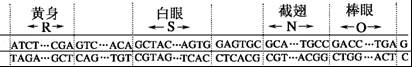 黄身 白眼 截翅 棒眼
←R→ ←S→ ←N→ ←O→
ATCT…CGA GTC…ACA GCTAC…AGTG GAGTGC GCA…TGCC GACC…TGA G
TAGA…GCT CAG…TGT CGTAG…TCAC CTCACG CGT…ACGG CTGG…ACT C